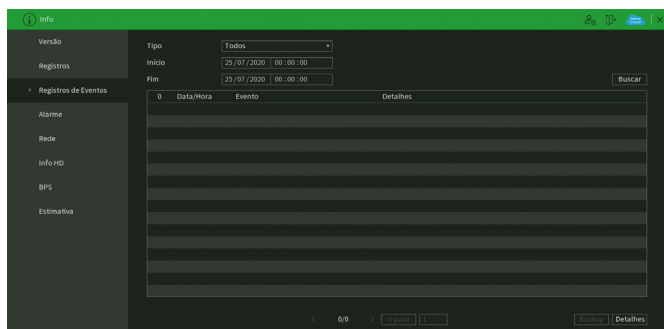 Info
Versão
Registros
Registros de Eventos
Alarme
Rede
Info HD
BPS
Estimativa
Tipo Todos
Início 25/07/2020 00:00:00
Fim 25/07/2020 00:00:00
Buscar
0 Data/Hora Evento Detalhes
0/0 Ir para 1
Backup Detalhes